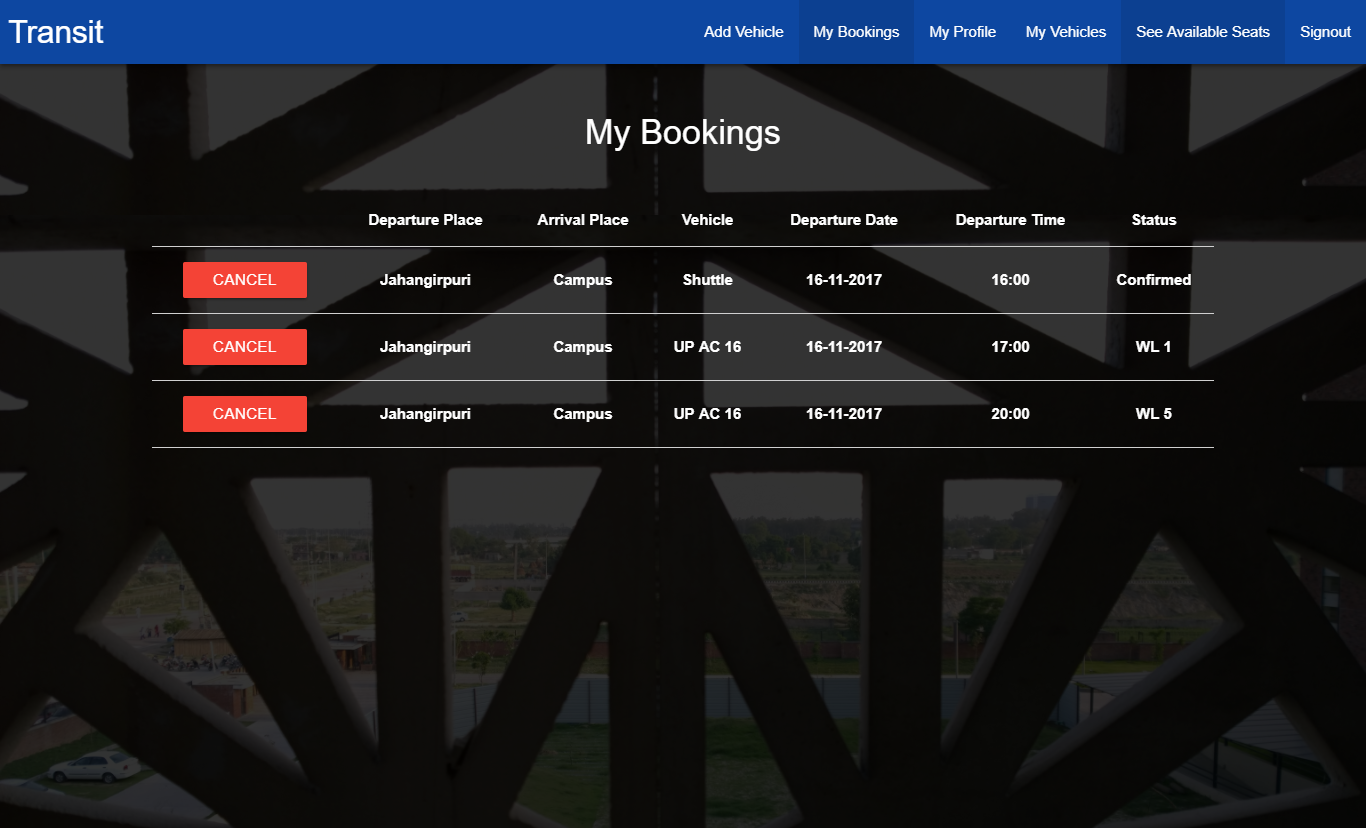 Transit Add Vehicle My Bookings My Profile My Vehicles See Available Seats Signout
My Bookings
Departure Place Arrival Place Vehicle Departure Date Departure Time Status
CANCEL Jahangirpuri Campus Shuttle 16-11-2017 16:00 Confirmed
CANCEL Jahangirpuri Campus UP AC 16 16-11-2017 17:00 WL 1
CANCEL Jahangirpuri Campus UP AC 16 16-11-2017 20:00 WL 5